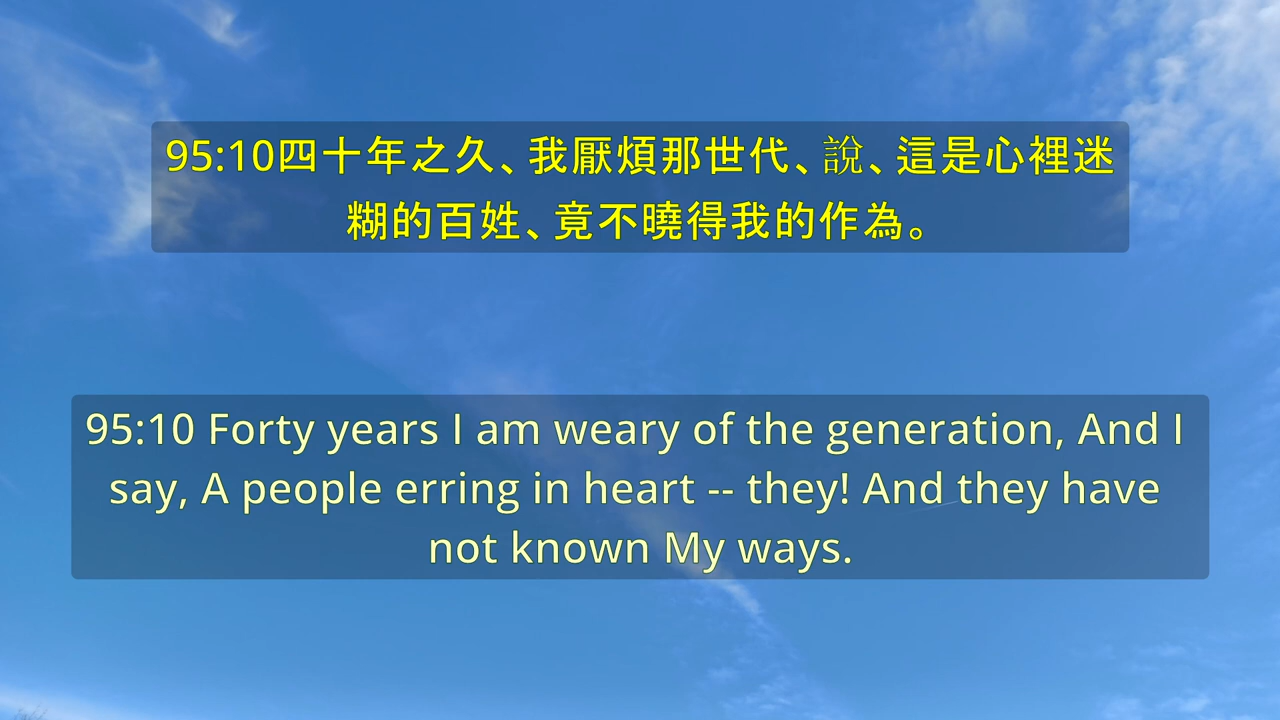 95:10四十年之久、我厭煩那世代、說、這是心裡迷
糊的百姓、竟不曉得我的作為。
95:10 Forty years I am weary of the generation, And I
say, A people erring in heart -- they! And they have
not known My ways.